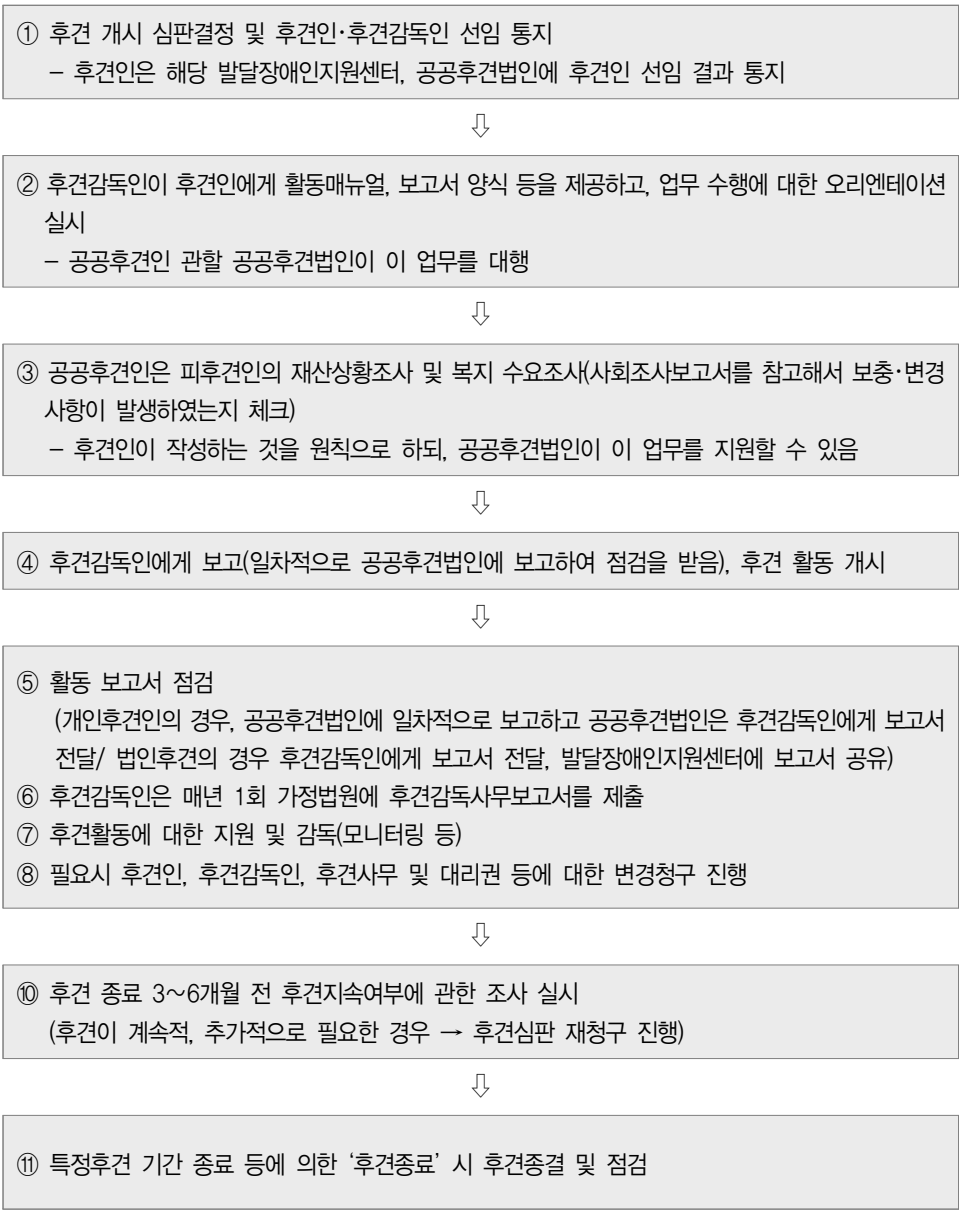 ① 후견 개시 심판결정 및 후견인·후견감독인 선임 통지
– 후견인은 해당 발달장애인지원센터, 공공후견법인에 후견인 선임 결과 통지
⇩
② 후견감독인이 후견인에게 활동매뉴얼, 보고서 양식 등을 제공하고, 업무 수행에 대한 오리엔테이션
실시
– 공공후견인 관할 공공후견법인이 이 업무를 대행
⇩
③ 공공후견인은 피후견인의 재산상황조사 및 복지 수요조사(사회조사보고서를 참고해서 보충·변경
사항이 발생하였는지 체크)
– 후견인이 작성하는 것을 원칙으로 하되, 공공후견법인이 이 업무를 지원할 수 있음
⇩
④ 후견감독인에게 보고(일차적으로 공공후견법인에 보고하여 점검을 받음), 후견 활동 개시
⇩
⑤ 활동 보고서 점검
(개인후견인의 경우, 공공후견법인에 일차적으로 보고하고 공공후견법인은 후견감독인에게 보고서
전달/ 법인후견의 경우 후견감독인에게 보고서 전달, 발달장애인지원센터에 보고서 공유)
⑥ 후견감독인은 매년 1회 가정법원에 후견감독사무보고서를 제출
⑦ 후견활동에 대한 지원 및 감독(모니터링 등)
⑧ 필요시 후견인, 후견감독인, 후견사무 및 대리권 등에 대한 변경청구 진행
⇩
⑩ 후견 종료 3~6개월 전 후견지속여부에 관한 조사 실시
(후견이 계속적, 추가적으로 필요한 경우 → 후견심판 재청구 진행)
⇩
⑪ 특정후견 기간 종료 등에 의한 ‘후견종료’ 시 후견종결 및 점검